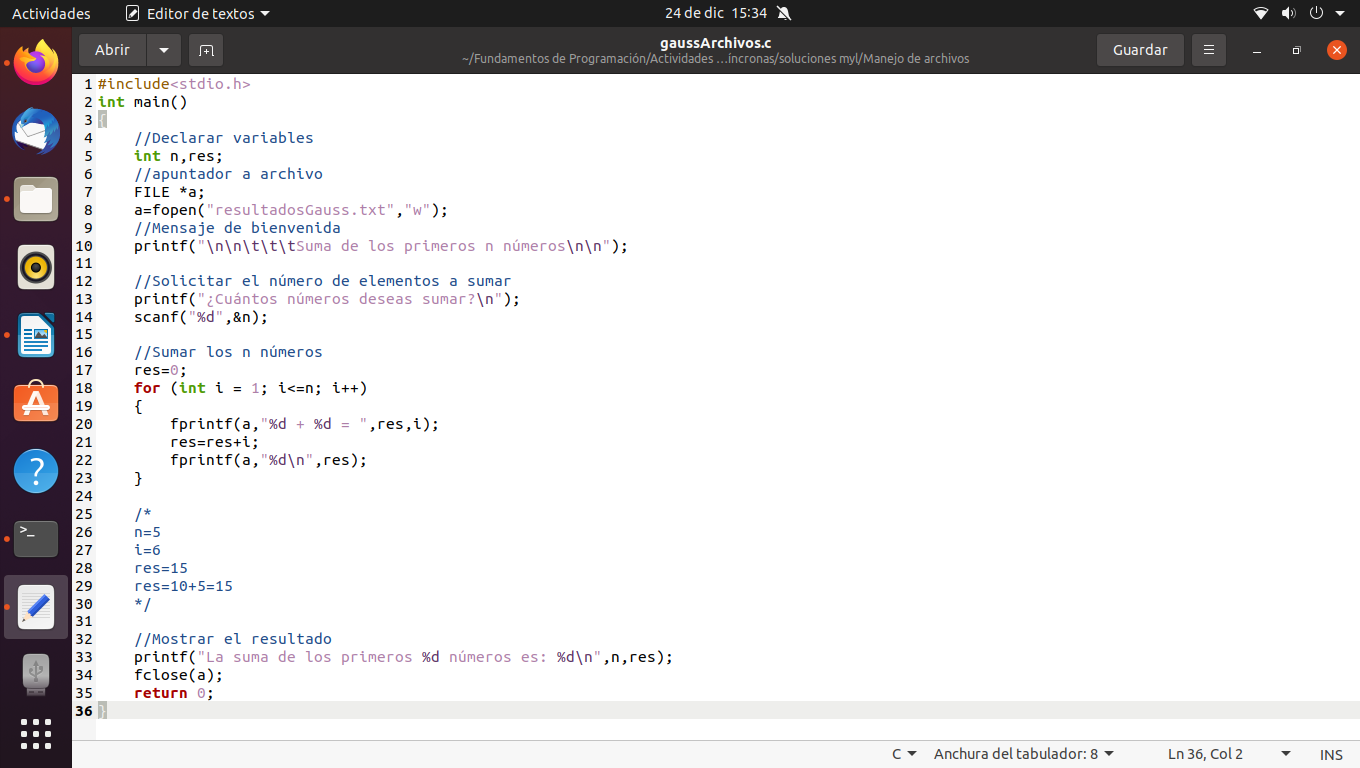 Actividades Editor de textos 24 de dic 15:34
Abrir gaussArchivos.c Guardar
~/Fundamentos de Programación/Actividades …íncronas/soluciones myl/Manejo de archivos
1 #include<stdio.h>
2 int main()
3 {
4 //Declarar variables
5 int n,res;
6 //apuntador a archivo
7 FILE *a;
8 a=fopen("resultadosGauss.txt","w");
9 //Mensaje de bienvenida
10 printf("\n\n\t\t\tSuma de los primeros n números\n\n");
11
12 //Solicitar el número de elementos a sumar
13 printf("¿Cuántos números deseas sumar?\n");
14 scanf("%d",&n);
15
16 //Sumar los n números
17 res=0;
18 for (int i = 1; i<=n; i++)
19 {
20 fprintf(a,"%d + %d = ",res,i);
21 res=res+i;
22 fprintf(a,"%d\n",res);
23 }
24
25 /*
26 n=5
27 i=6
28 res=15
29 res=10+5=15
30 */
31
32 //Mostrar el resultado
33 printf("La suma de los primeros %d números es: %d\n",n,res);
34 fclose(a);
35 return 0;
36 }
C Anchura del tabulador: 8 Ln 36, Col 2 INS